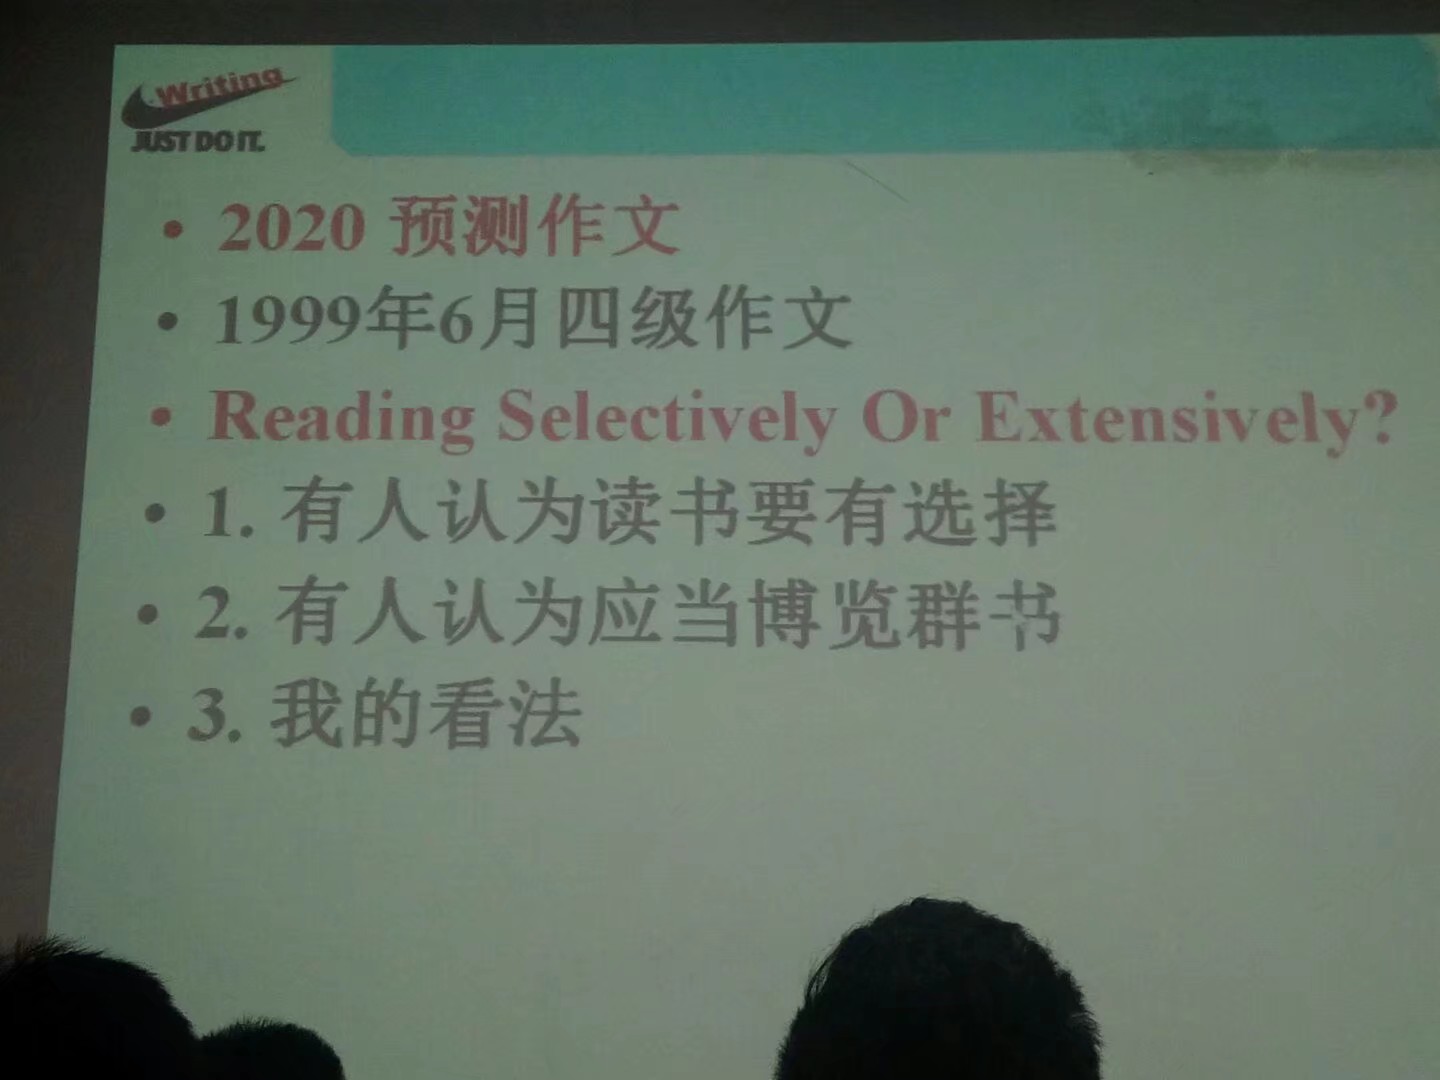 Writing
JUST DO IT.
• 2020 预测作文
• 1999年6月四级作文
• Reading Selectively Or Extensively?
• 1. 有人认为读书要有选择
• 2. 有人认为应当博览群书
• 3. 我的看法